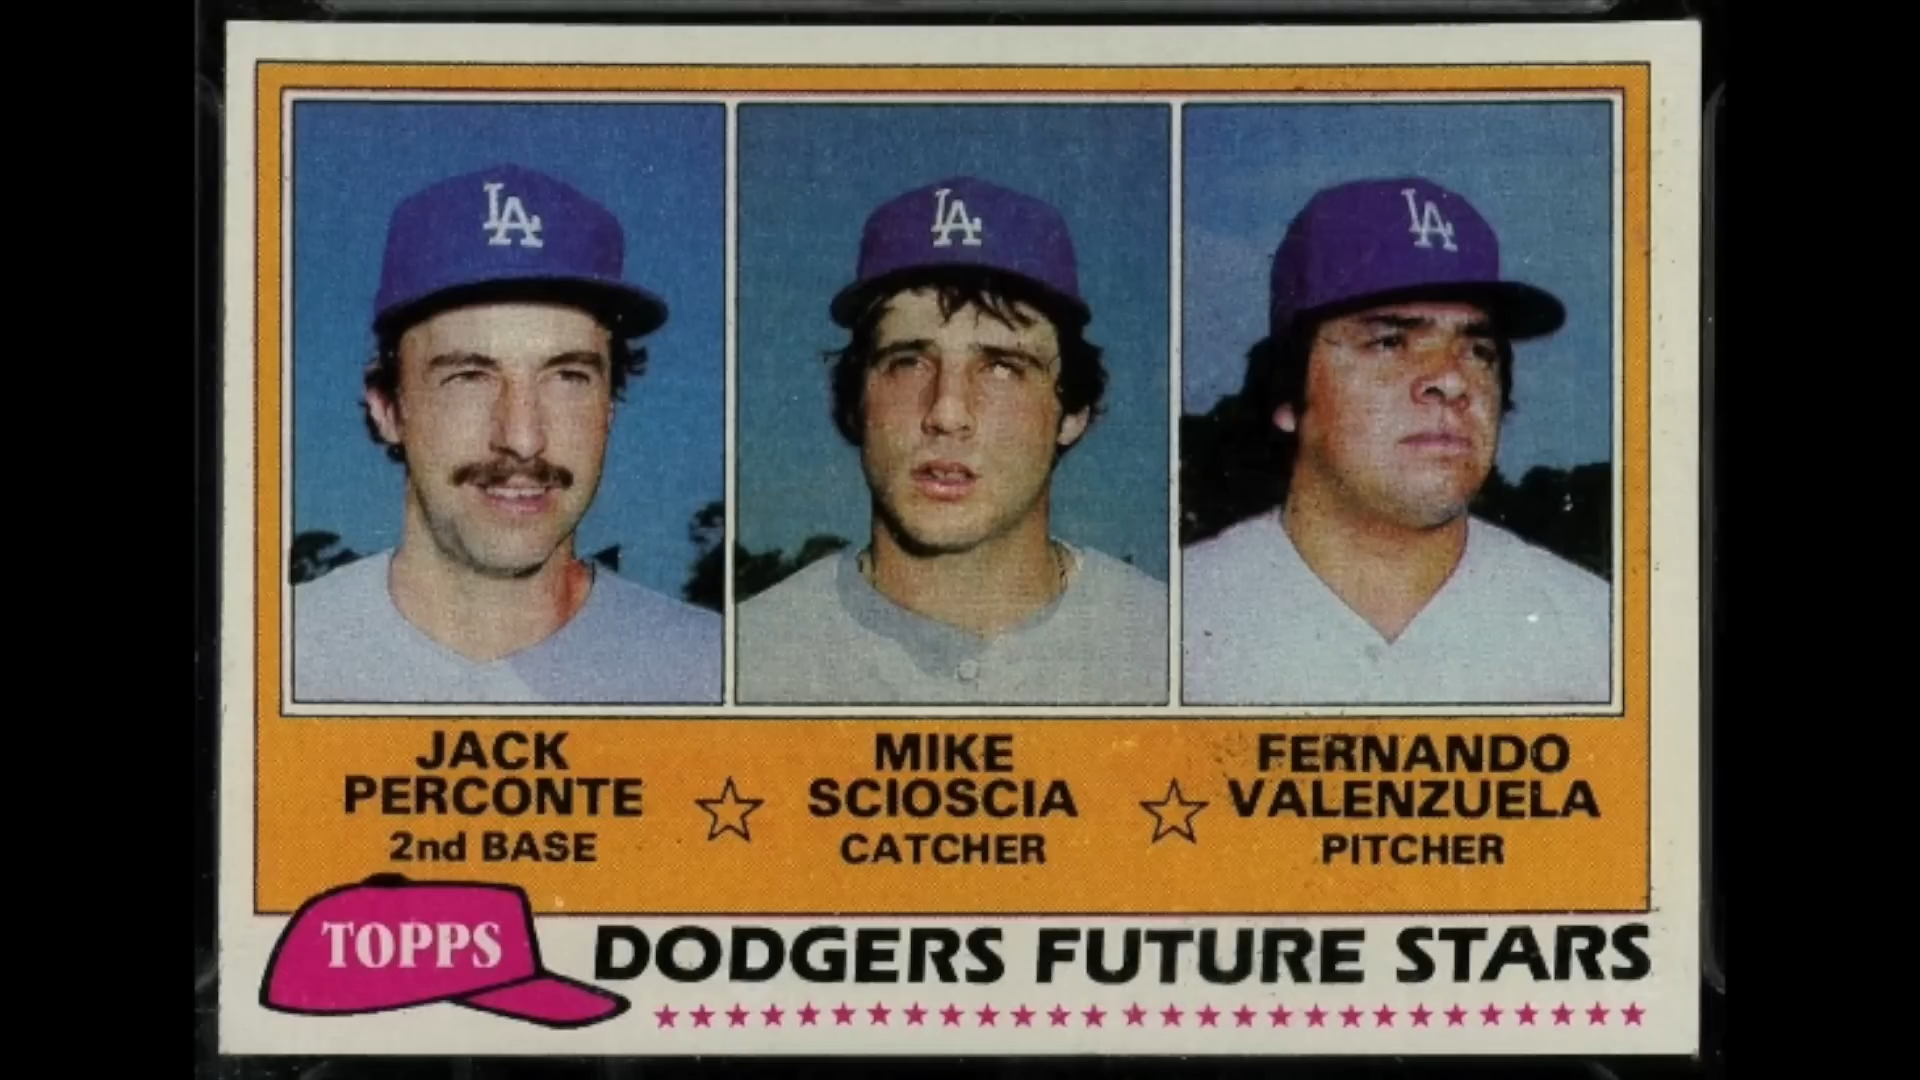 LA
LA
LA
JACK
PERCONTE
2nd BASE
MIKE
SCIOSCIA
CATCHER
FERNANDO
VALENZUELA
PITCHER
TOPPS
DODGERS FUTURE STARS